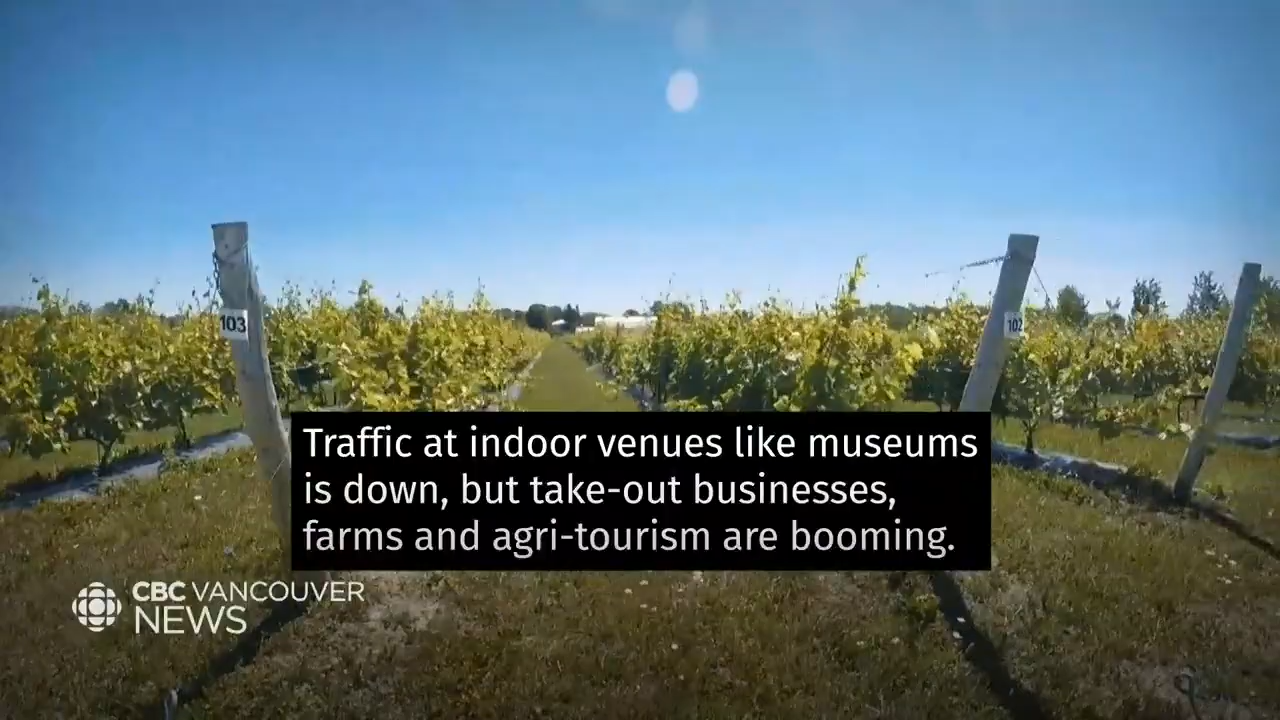 103
102
Traffic at indoor venues like museums
is down, but take-out businesses,
farms and agri-tourism are booming.
CBC VANCOUVER
NEWS